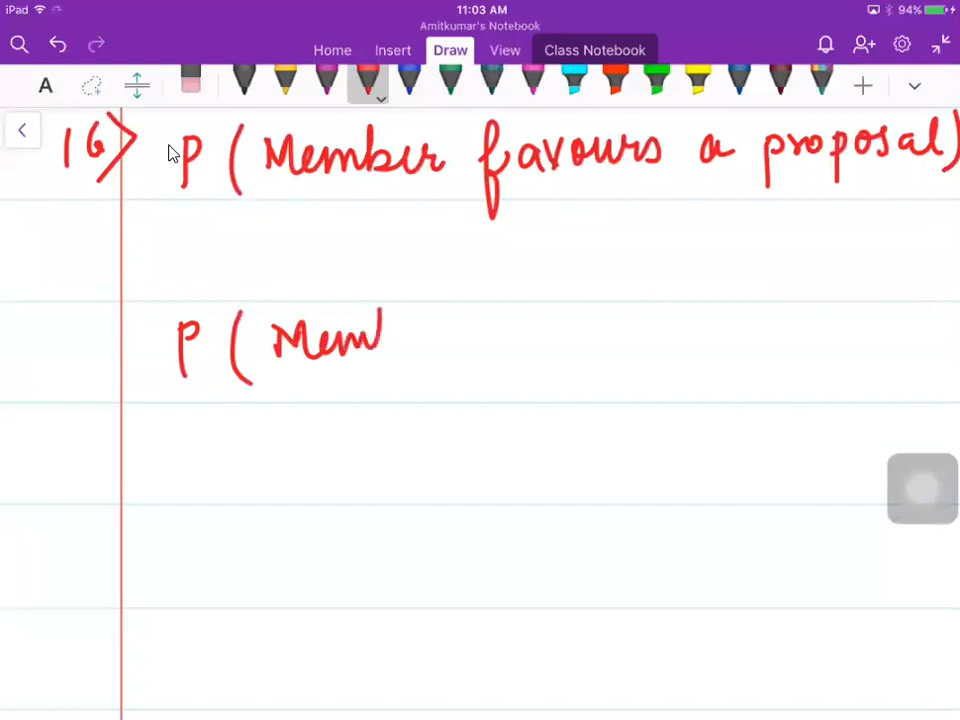 iPad 11:03 AM 94%
Amitkumar's Notebook
Home Insert Draw View Class Notebook
A
16) P (Member favours a proposal)
P (Mem